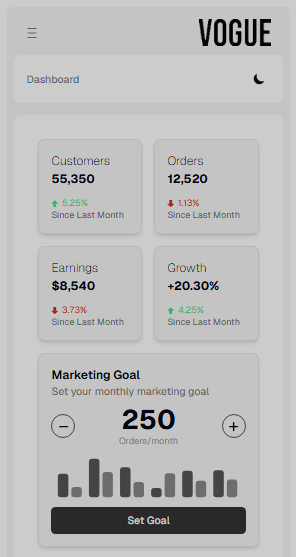 VOGUE
Dashboard
Customers
55,350
5.25%
Since Last Month
Orders
12,520
1.13%
Since Last Month
Earnings
$8,540
3.73%
Since Last Month
Growth
+20.30%
4.25%
Since Last Month
Marketing Goal
Set your monthly marketing goal
250
Orders/month
Set Goal